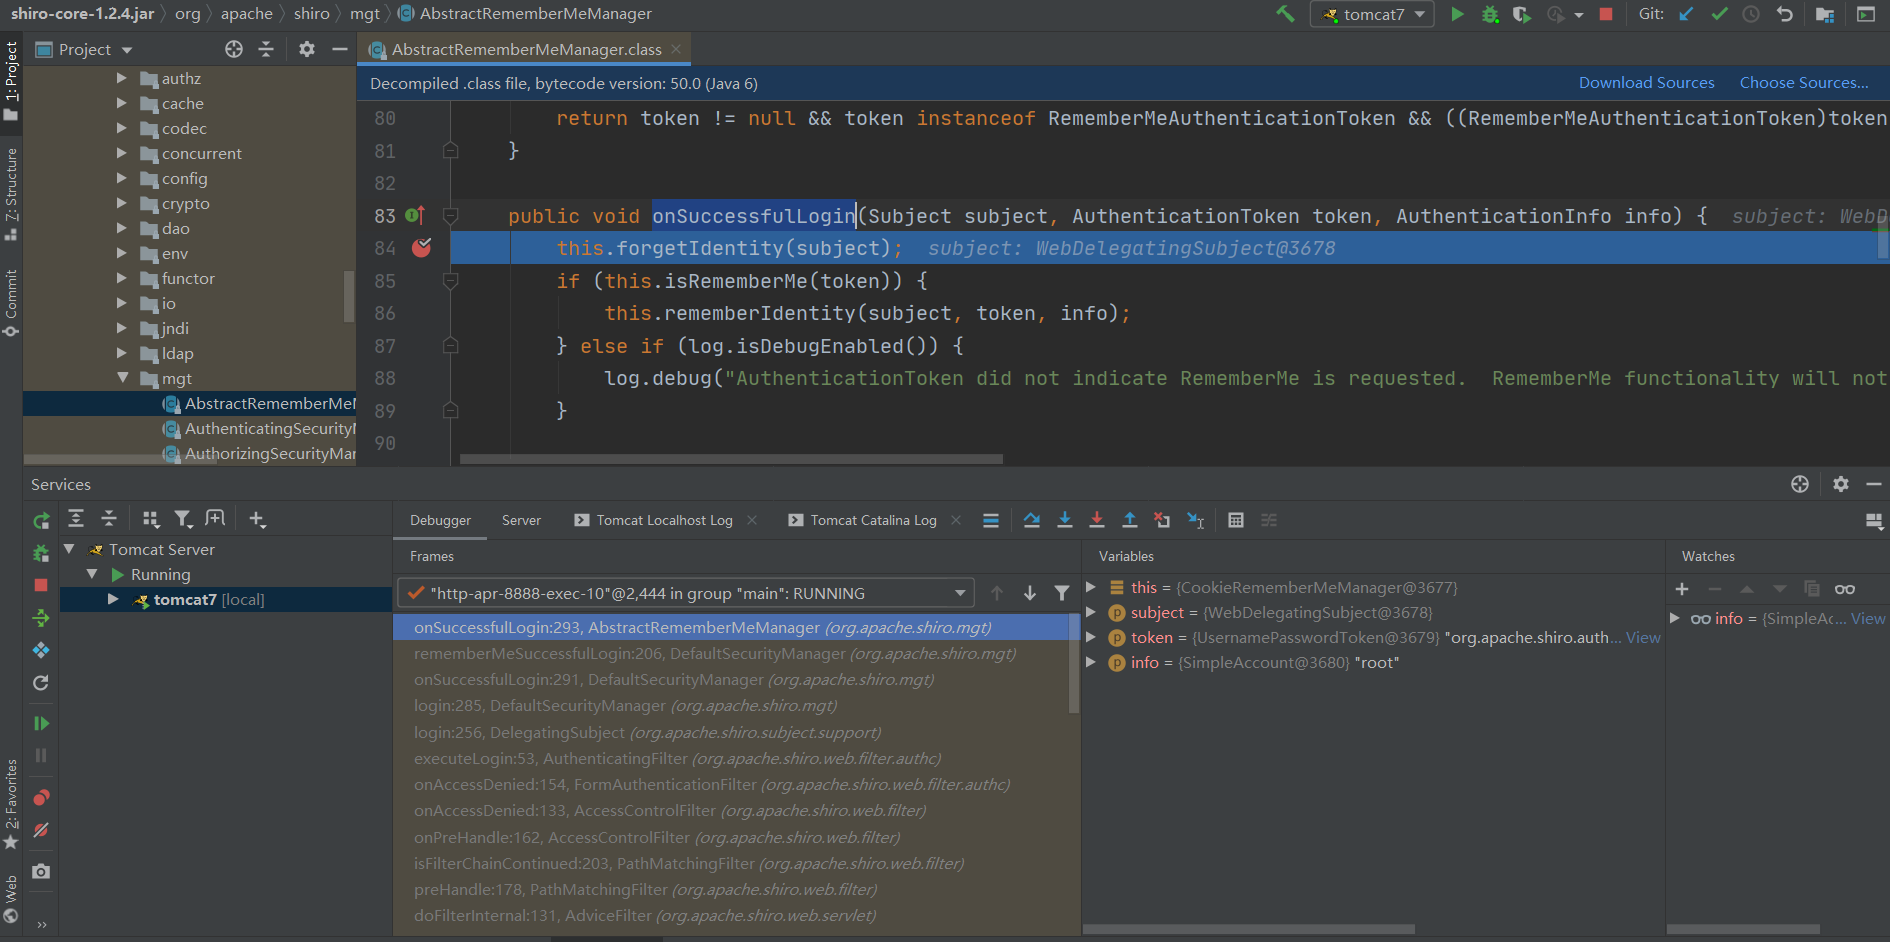 shiro-core-1.2.4.jar org apache shiro mgt AbstractRememberMeManager
tomcat7
Git:
1: Project
Z: Structure
Commit
2: Favorites
Web
Project
authz
cache
codec
concurrent
config
crypto
dao
env
functor
io
jndi
ldap
mgt
AbstractRememberMeM
AuthenticatingSecurityM
AuthorizingSecurityMar
AbstractRememberMeManager.class
Decompiled .class file, bytecode version: 50.0 (Java 6)
Download Sources Choose Sources...
80 return token != null && token instanceof RememberMeAuthenticationToken && ((RememberMeAuthenticationToken)token
81 }
82
83 public void onSuccessfulLogin(Subject subject, AuthenticationToken token, AuthenticationInfo info) { subject: WebD
84 this.forgetIdentity(subject); subject: WebDelegatingSubject@3678
85 if (this.isRememberMe(token)) {
86 this.rememberIdentity(subject, token, info);
87 } else if (log.isDebugEnabled()) {
88 log.debug("AuthenticationToken did not indicate RememberMe is requested.  RememberMe functionality will not
89 }
90
Services
Tomcat Server
Running
tomcat7 [local]
Debugger Server Tomcat Localhost Log Tomcat Catalina Log
Frames
"http-apr-8888-exec-10"@2,444 in group "main": RUNNING
onSuccessfulLogin:293, AbstractRememberMeManager (org.apache.shiro.mgt)
rememberMeSuccessfulLogin:206, DefaultSecurityManager (org.apache.shiro.mgt)
onSuccessfulLogin:291, DefaultSecurityManager (org.apache.shiro.mgt)
login:285, DefaultSecurityManager (org.apache.shiro.mgt)
login:256, DelegatingSubject (org.apache.shiro.subject.support)
executeLogin:53, AuthenticatingFilter (org.apache.shiro.web.filter.authc)
onAccessDenied:154, FormAuthenticationFilter (org.apache.shiro.web.filter.authc)
onAccessDenied:133, AccessControlFilter (org.apache.shiro.web.filter)
onPreHandle:162, AccessControlFilter (org.apache.shiro.web.filter)
isFilterChainContinued:203, PathMatchingFilter (org.apache.shiro.web.filter)
preHandle:178, PathMatchingFilter (org.apache.shiro.web.filter)
doFilterInternal:131, AdviceFilter (org.apache.shiro.web.servlet)
Variables
this = {CookieRememberMeManager@3677}
subject = {WebDelegatingSubject@3678}
token = {UsernamePasswordToken@3679} "org.apache.shiro.auth... View
info = {SimpleAccount@3680} "root"
Watches
info = {SimpleAc... View